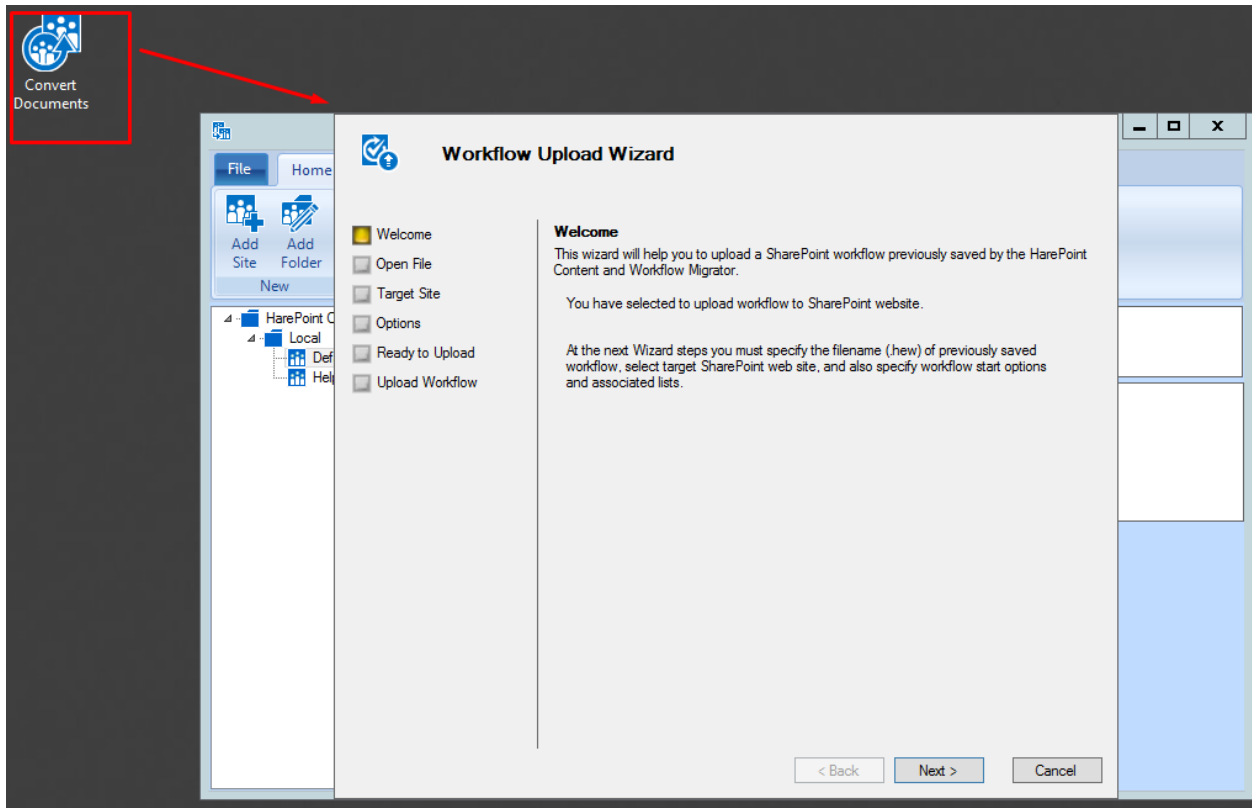 Convert
Documents
X
File
Home
Add
Site
Add
Folder
New
HarePoint C
Local
Def
Help
Workflow Upload Wizard
Welcome
Open File
Target Site
Options
Ready to Upload
Upload Workflow
Welcome
This wizard will help you to upload a SharePoint workflow previously saved by the HarePoint
Content and Workflow Migrator.
You have selected to upload workflow to SharePoint website.
At the next Wizard steps you must specify the filename (.hew) of previously saved
workflow, select target SharePoint web site, and also specify workflow start options
and associated lists.
< Back
Next >
Cancel